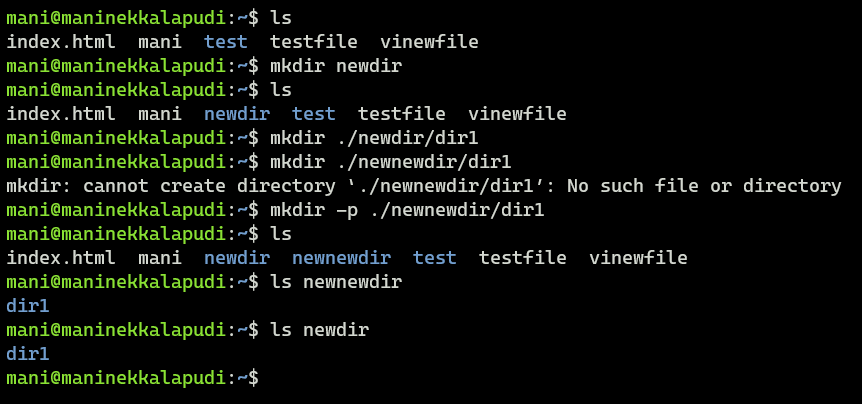 mani@maninekkalapudi:~$ ls
index.html  mani  test  testfile  vinewfile
mani@maninekkalapudi:~$ mkdir newdir
mani@maninekkalapudi:~$ ls
index.html  mani  newdir  test  testfile  vinewfile
mani@maninekkalapudi:~$ mkdir ./newdir/dir1
mani@maninekkalapudi:~$ mkdir ./newnewdir/dir1
mkdir: cannot create directory ‘./newnewdir/dir1’: No such file or directory
mani@maninekkalapudi:~$ mkdir -p ./newnewdir/dir1
mani@maninekkalapudi:~$ ls
index.html  mani  newdir  newnewdir  test  testfile  vinewfile
mani@maninekkalapudi:~$ ls newnewdir
dir1
mani@maninekkalapudi:~$ ls newdir
dir1
mani@maninekkalapudi:~$